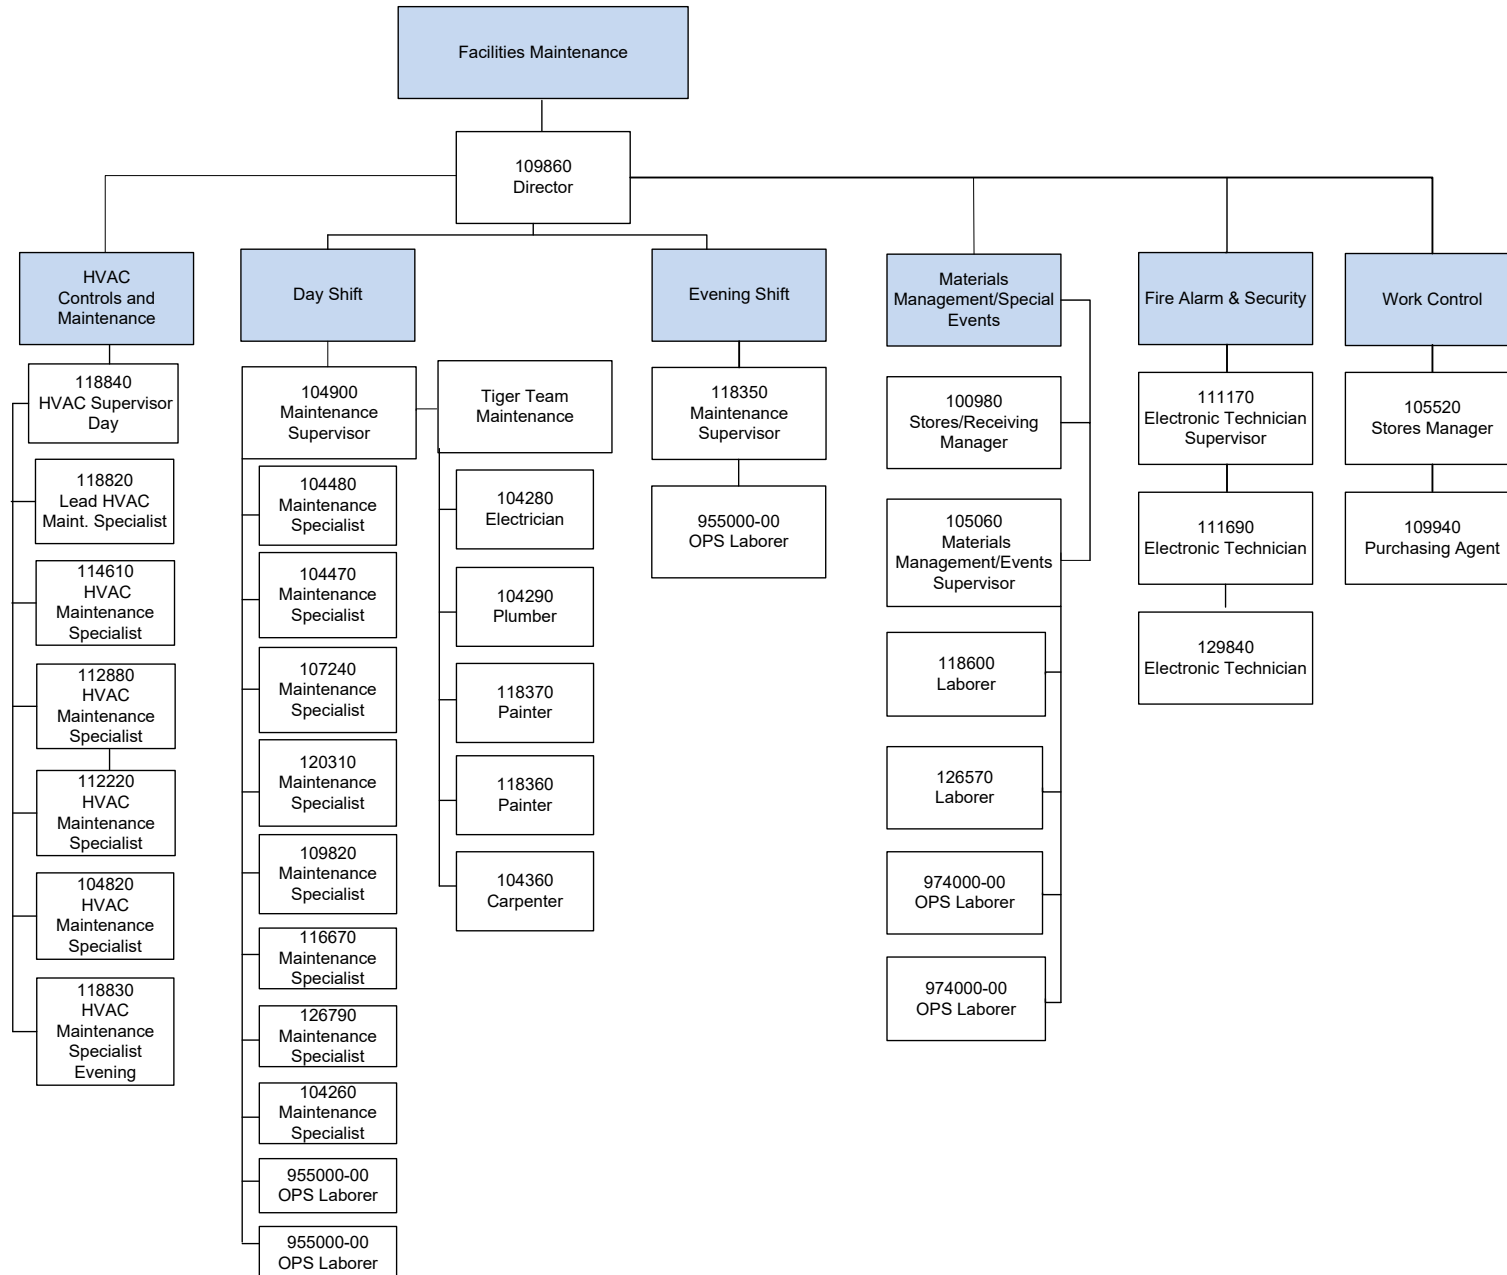 Facilities Maintenance
109860
Director
HVAC
Controls and
Maintenance
118840
HVAC Supervisor
Day
118820
Lead HVAC
Maint. Specialist
114610
HVAC
Maintenance
Specialist
112880
HVAC
Maintenance
Specialist
112220
HVAC
Maintenance
Specialist
104820
HVAC
Maintenance
Specialist
118830
HVAC
Maintenance
Specialist
Evening
Day Shift
104900
Maintenance
Supervisor
104480
Maintenance
Specialist
104470
Maintenance
Specialist
107240
Maintenance
Specialist
120310
Maintenance
Specialist
109820
Maintenance
Specialist
116670
Maintenance
Specialist
126790
Maintenance
Specialist
104260
Maintenance
Specialist
955000-00
OPS Laborer
955000-00
OPS Laborer
Tiger Team
Maintenance
104280
Electrician
104290
Plumber
118370
Painter
118360
Painter
104360
Carpenter
Evening Shift
118350
Maintenance
Supervisor
955000-00
OPS Laborer
Materials
Management/Special
Events
100980
Stores/Receiving
Manager
105060
Materials
Management/Events
Supervisor
118600
Laborer
126570
Laborer
974000-00
OPS Laborer
974000-00
OPS Laborer
Fire Alarm & Security
111170
Electronic Technician
Supervisor
111690
Electronic Technician
129840
Electronic Technician
Work Control
105520
Stores Manager
109940
Purchasing Agent